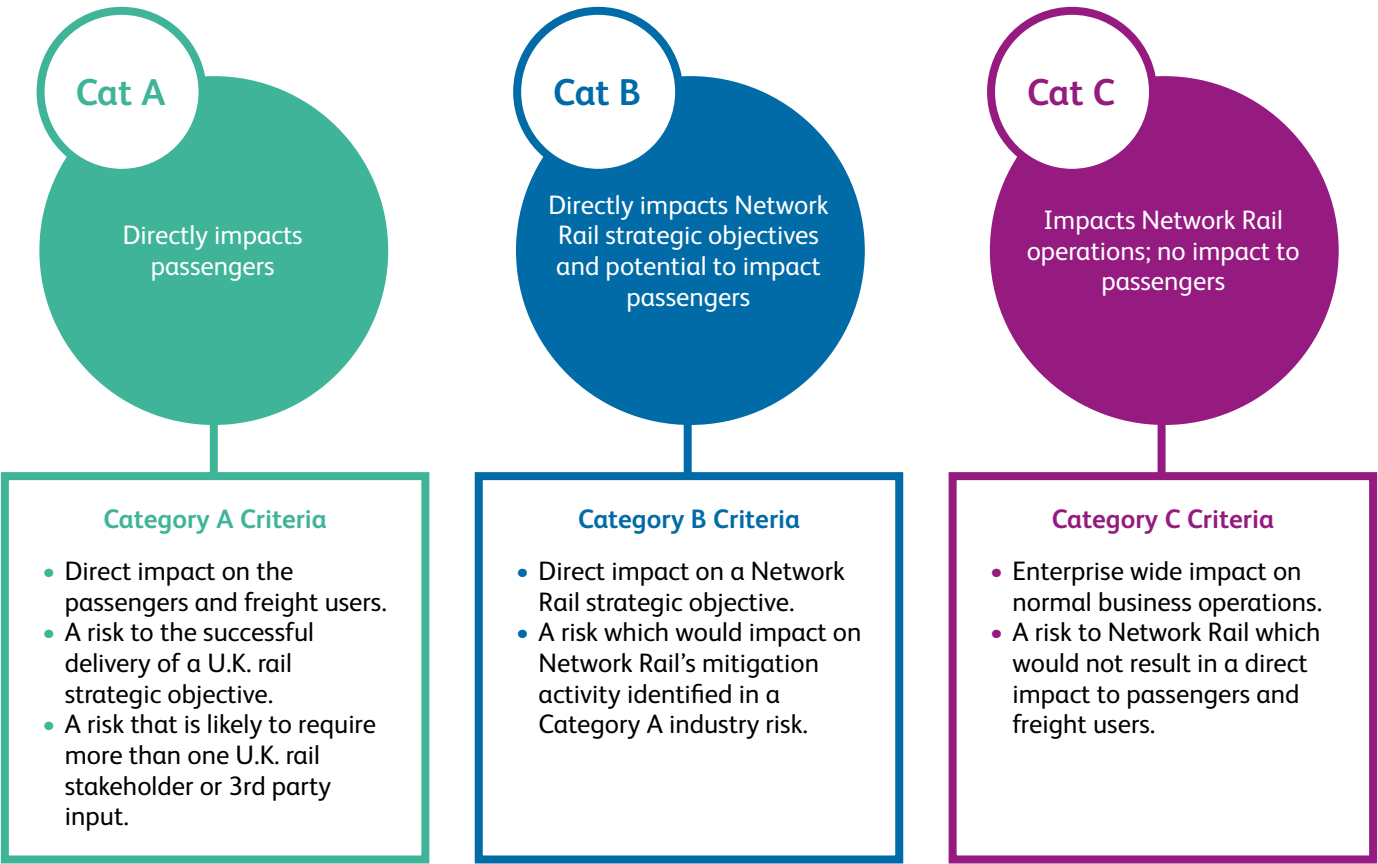 Cat A
Directly impacts
passengers
Category A Criteria
• Direct impact on the
passengers and freight users.
• A risk to the successful
delivery of a U.K. rail
strategic objective.
• A risk that is likely to require
more than one U.K. rail
stakeholder or 3rd party
input.
Cat B
Directly impacts Network
Rail strategic objectives
and potential to impact
passengers
Category B Criteria
• Direct impact on a Network
Rail strategic objective.
• A risk which would impact on
Network Rail’s mitigation
activity identified in a
Category A industry risk.
Cat C
Impacts Network Rail
operations; no impact to
passengers
Category C Criteria
• Enterprise wide impact on
normal business operations.
• A risk to Network Rail which
would not result in a direct
impact to passengers and
freight users.